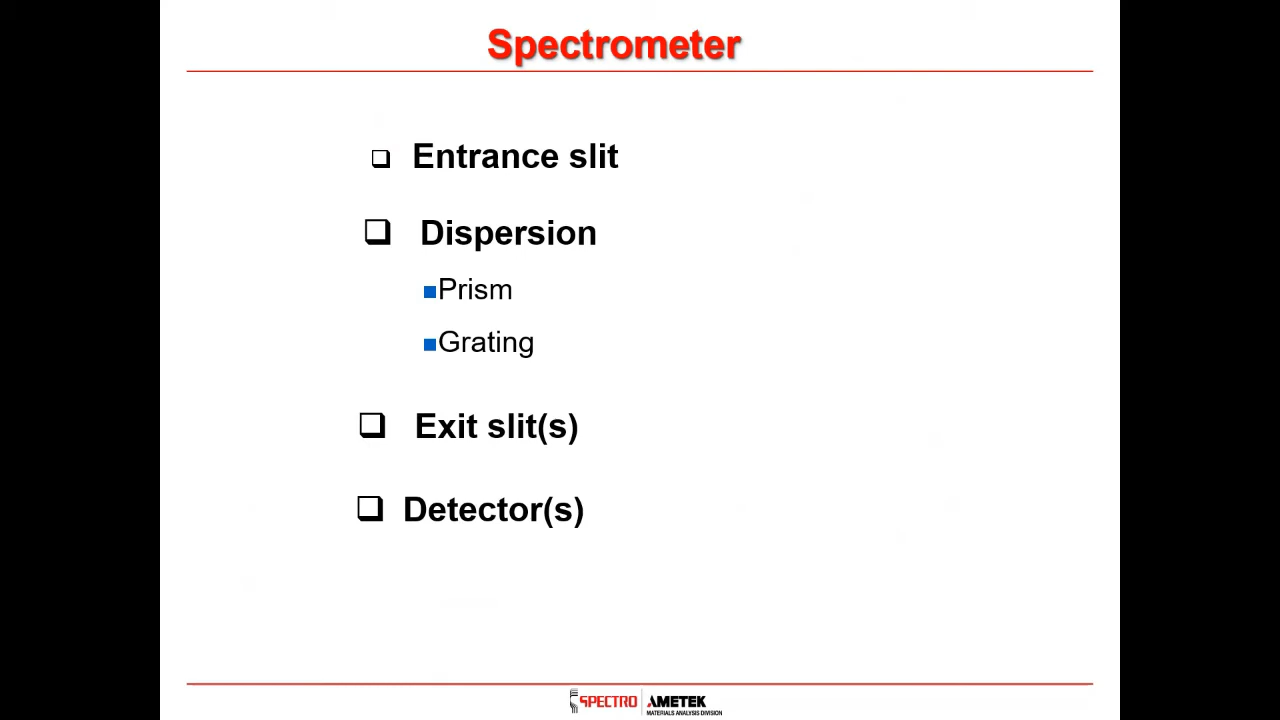 Spectrometer
Entrance slit
Dispersion
Prism
Grating
Exit slit(s)
Detector(s)
SPECTRO AMETEK
MATERIALS ANALYSIS DIVISION